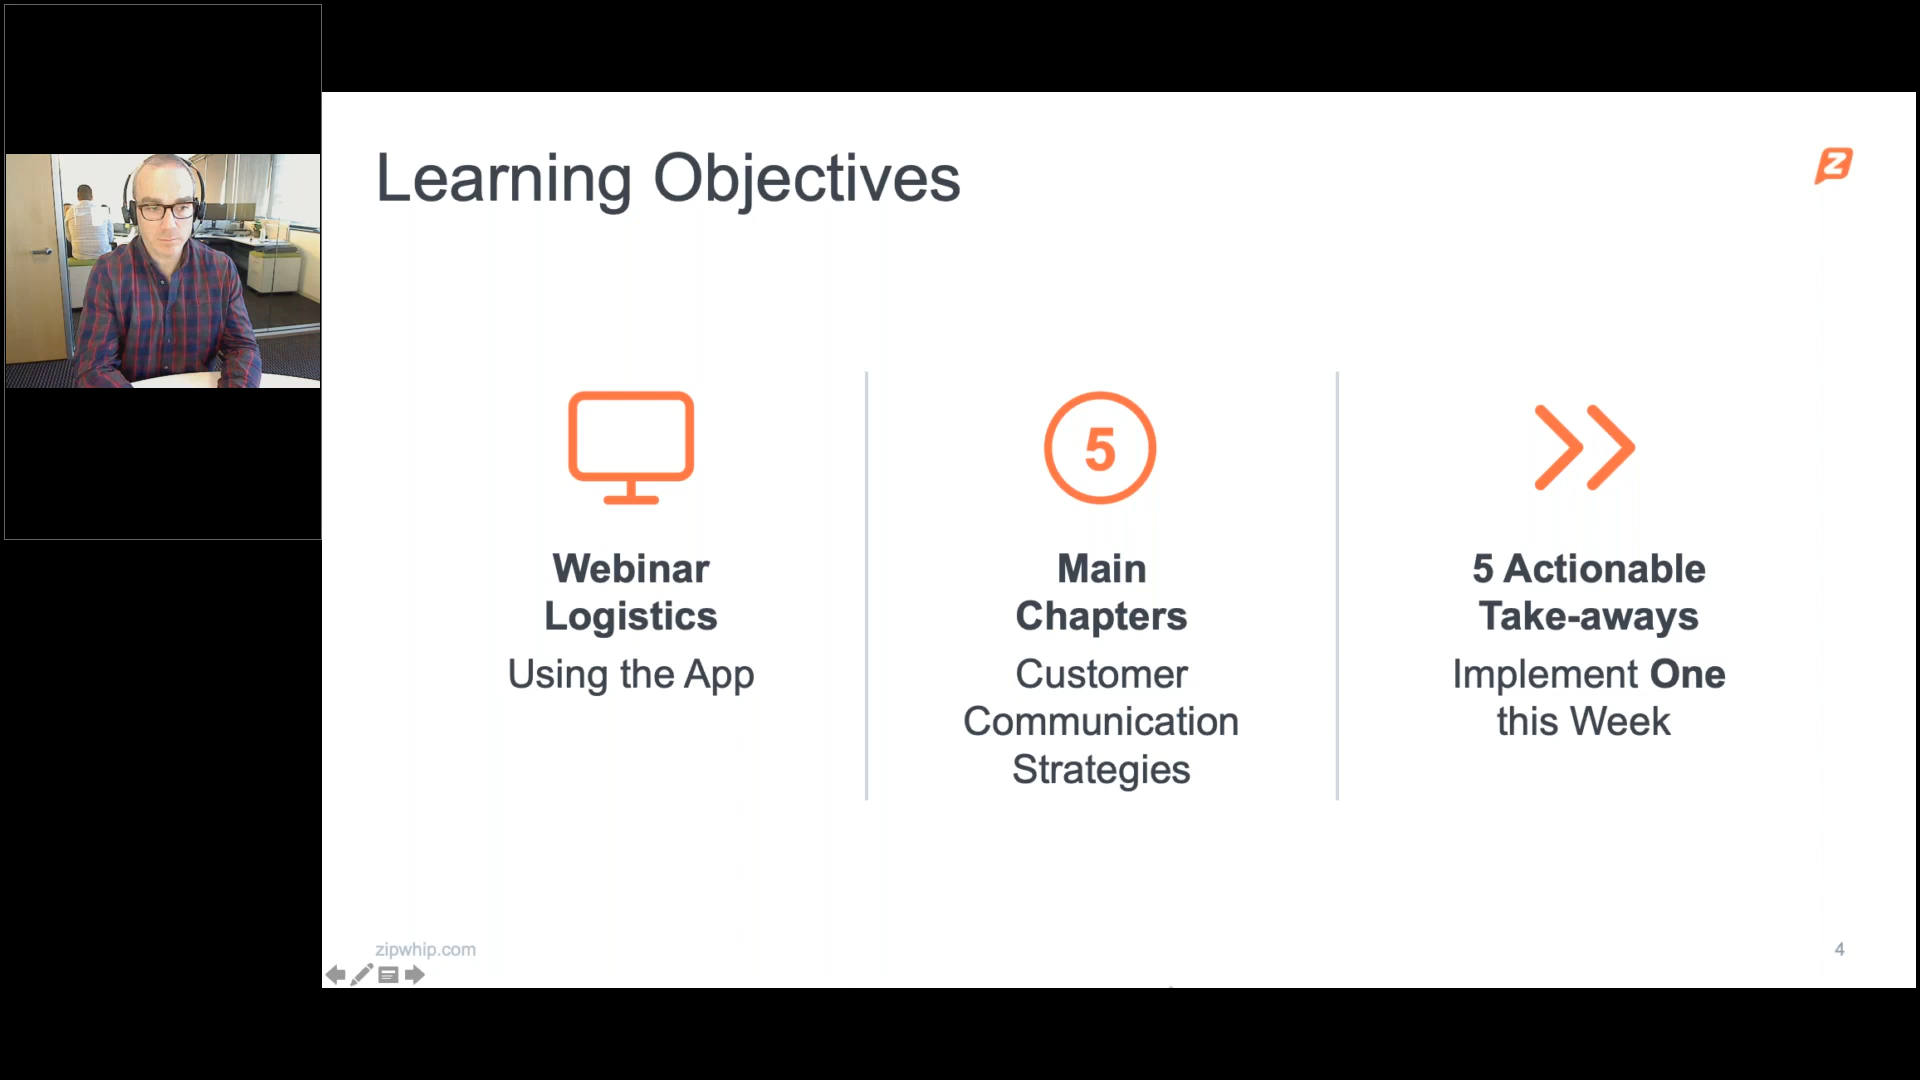 Learning Objectives
Z
5
Webinar
Logistics
Using the App
Main
Chapters
Customer
Communication
Strategies
5 Actionable
Take-aways
Implement One
this Week
zipwhip.com
4